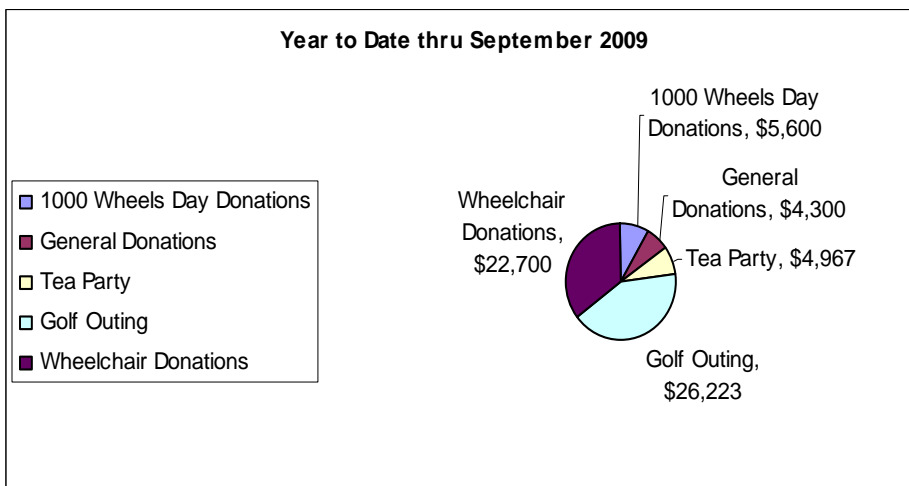 Year to Date thru September 2009
1000 Wheels Day Donations
General Donations
Tea Party
Golf Outing
Wheelchair Donations
1000 Wheels Day
Donations, $5,600
General
Donations, $4,300
Tea Party, $4,967
Golf Outing,
$26,223
Wheelchair
Donations,
$22,700